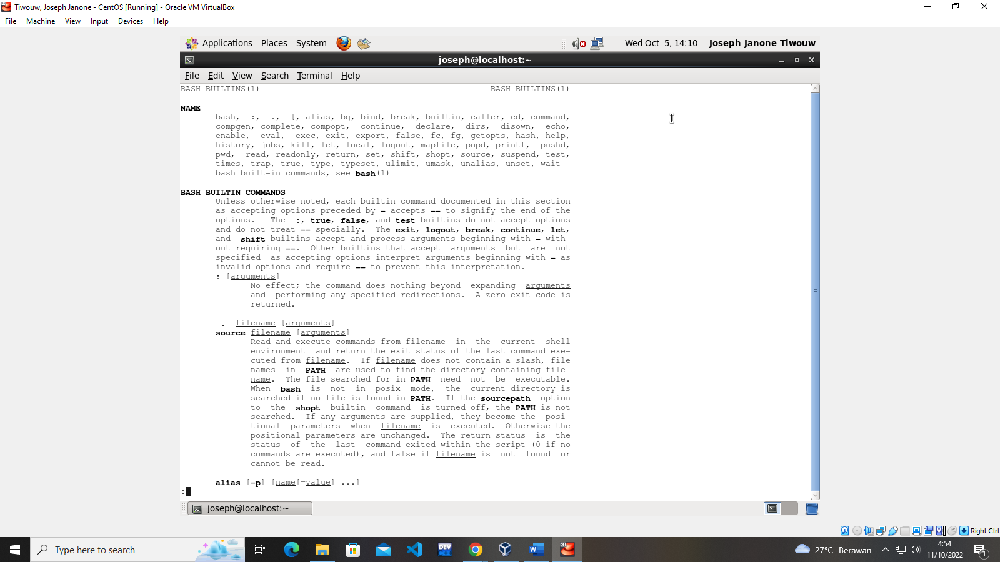 Tiwouw, Joseph Janone - CentOS [Running] - Oracle VM VirtualBox
File Machine View Input Devices Help
Applications Places System Wed Oct 5, 14:10 Joseph Janone Tiwouw
joseph@localhost:~
File Edit View Search Terminal Help
BASH_BUILTINS(1) BASH_BUILTINS(1)
NAME
bash, :, ., [, alias, bg, bind, break, builtin, caller, cd, command,
compgen, complete, compopt, continue, declare, dirs, disown, echo,
enable, eval, exec, exit, export, false, fc, fg, getopts, hash, help,
history, jobs, kill, let, local, logout, mapfile, popd, printf, pushd,
pwd, read, readonly, return, set, shift, shopt, source, suspend, test,
times, trap, true, type, typeset, ulimit, umask, unalias, unset, wait -
bash built-in commands, see bash(1)
BASH BUILTIN COMMANDS
Unless otherwise noted, each builtin command documented in this section
as accepting options preceded by - accepts -- to signify the end of the
options. The :, true, false, and test builtins do not accept options
and do not treat -- specially. The exit, logout, break, continue, let,
and shift builtins accept and process arguments beginning with - with-
out requiring --. Other builtins that accept arguments but are not
specified as accepting options interpret arguments beginning with - as
invalid options and require -- to prevent this interpretation.
: [arguments]
No effect; the command does nothing beyond expanding arguments
and performing any specified redirections. A zero exit code is
returned.
. filename [arguments]
source filename [arguments]
Read and execute commands from filename in the current shell
environment and return the exit status of the last command exe-
cuted from filename. If filename does not contain a slash, file
names in PATH are used to find the directory containing file-
name. The file searched for in PATH need not be executable.
When bash is not in posix mode, the current directory is
searched if no file is found in PATH. If the sourcepath option
to the shopt builtin command is turned off, the PATH is not
searched. If any arguments are supplied, they become the posi-
tional parameters when filename is executed. Otherwise the
positional parameters are unchanged. The return status is the
status of the last command exited within the script (0 if no
commands are executed), and false if filename is not found or
cannot be read.
alias [-p] [name[=value] ...]
:
joseph@localhost:~
Right Ctrl
Type here to search
DEV
27°C Berawan
4:54
11/10/2022
1